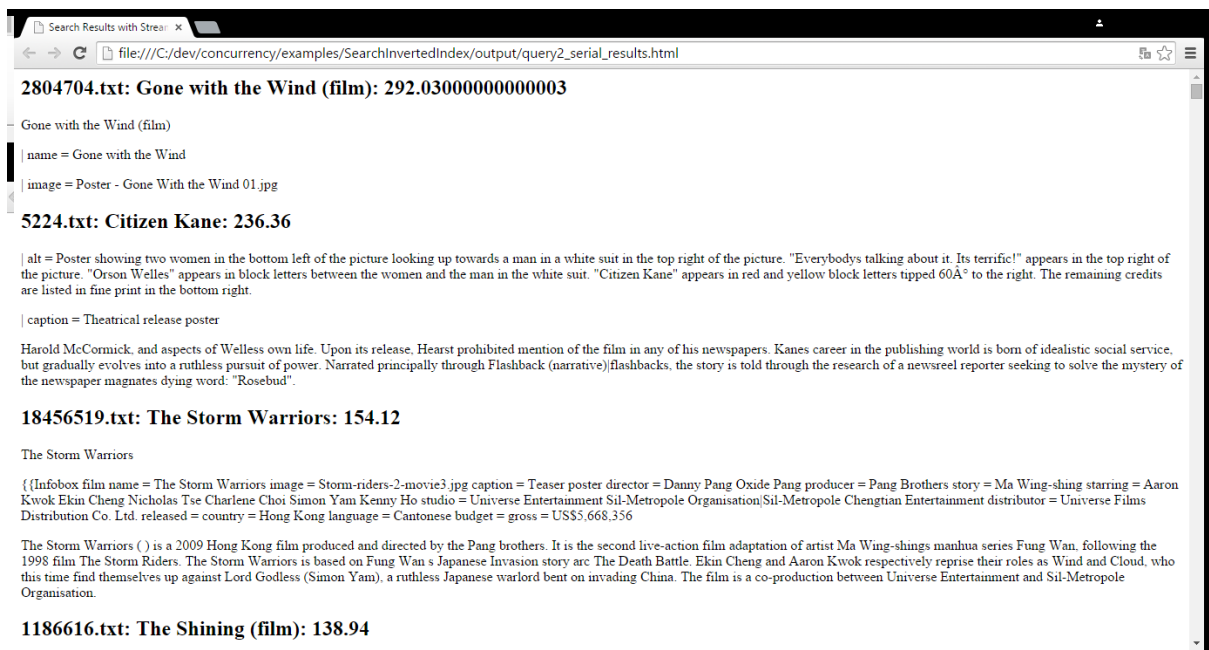 Search Results with Strear
file:///C:/dev/concurrency/examples/SearchInvertedIndex/output/query2_serial_results.html
2804704.txt: Gone with the Wind (film): 292.03000000000003
Gone with the Wind (film)
| name = Gone with the Wind
| image = Poster - Gone With the Wind 01.jpg
5224.txt: Citizen Kane: 236.36
| alt = Poster showing two women in the bottom left of the picture looking up towards a man in a white suit in the top right of the picture. "Everybodys talking about it. Its terrific!" appears in the top right of
the picture. "Orson Welles" appears in block letters between the women and the man in the white suit. "Citizen Kane" appears in red and yellow block letters tipped 60Â° to the right. The remaining credits
are listed in fine print in the bottom right.
| caption = Theatrical release poster
Harold McCormick, and aspects of Welless own life. Upon its release, Hearst prohibited mention of the film in any of his newspapers. Kanes career in the publishing world is born of idealistic social service,
but gradually evolves into a ruthless pursuit of power. Narrated principally through Flashback (narrative)|flashbacks, the story is told through the research of a newsreel reporter seeking to solve the mystery of
the newspaper magnates dying word: "Rosebud".
18456519.txt: The Storm Warriors: 154.12
The Storm Warriors
{{Infobox film name = The Storm Warriors image = Storm-riders-2-movie3.jpg caption = Teaser poster director = Danny Pang Oxide Pang producer = Pang Brothers story = Ma Wing-shing starring = Aaron
Kwok Ekin Cheng Nicholas Tse Charlene Choi Simon Yam Kenny Ho studio = Universe Entertainment Sil-Metropole Organisation|Sil-Metropole Chengtian Entertainment distributor = Universe Films
Distribution Co. Ltd. released = country = Hong Kong language = Cantonese budget = gross = US$5,668,356
The Storm Warriors ( ) is a 2009 Hong Kong film produced and directed by the Pang brothers. It is the second live-action film adaptation of artist Ma Wing-shings manhua series Fung Wan, following the
1998 film The Storm Riders. The Storm Warriors is based on Fung Wan s Japanese Invasion story arc The Death Battle. Ekin Cheng and Aaron Kwok respectively reprise their roles as Wind and Cloud, who
this time find themselves up against Lord Godless (Simon Yam), a ruthless Japanese warlord bent on invading China. The film is a co-production between Universe Entertainment and Sil-Metropole
Organisation.
1186616.txt: The Shining (film): 138.94